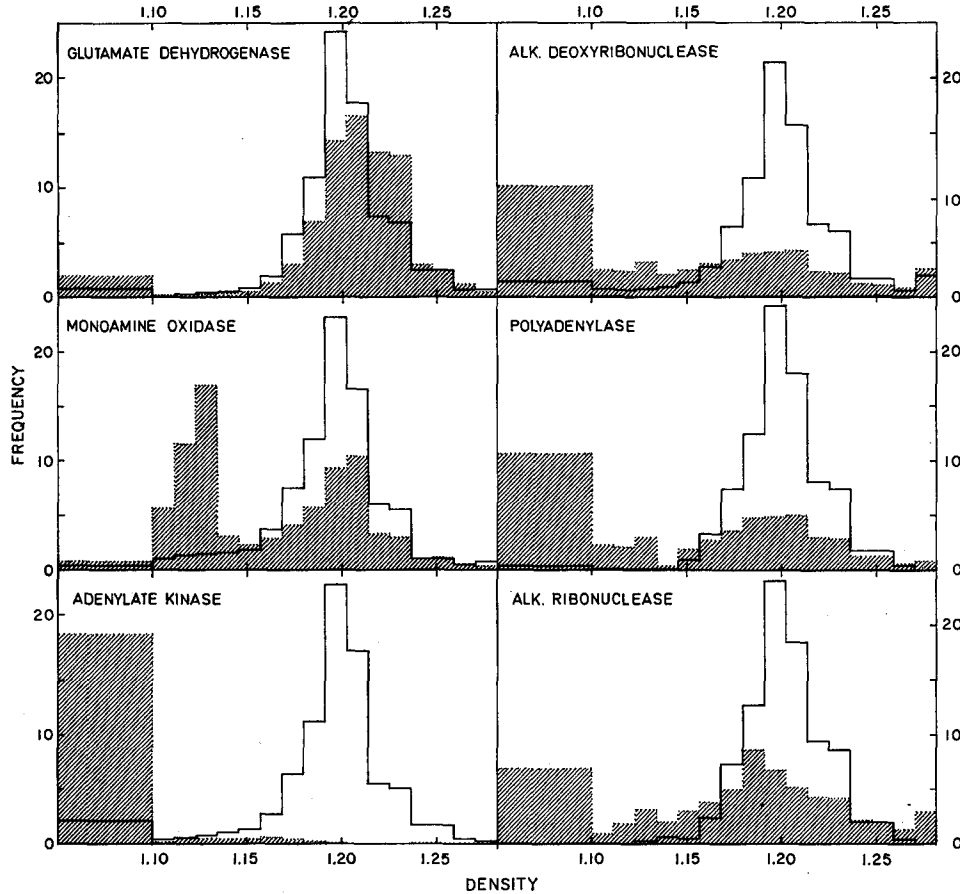 1.10 1.20 1.25 1.10 1.15 1.20 1.25
GLUTAMATE DEHYDROGENASE
ALK. DEOXYRIBONUCLEASE
20 20
10 10
0 0
MONOAMINE OXIDASE
POLYADENYLASE
20 20
FREQUENCY
10 10
0 0
ADENYLATE KINASE
ALK. RIBONUCLEASE
20 20
10 10
0 0
1.10 1.15 1.20 1.25 1.10 1.15 1.20 1.25
DENSITY